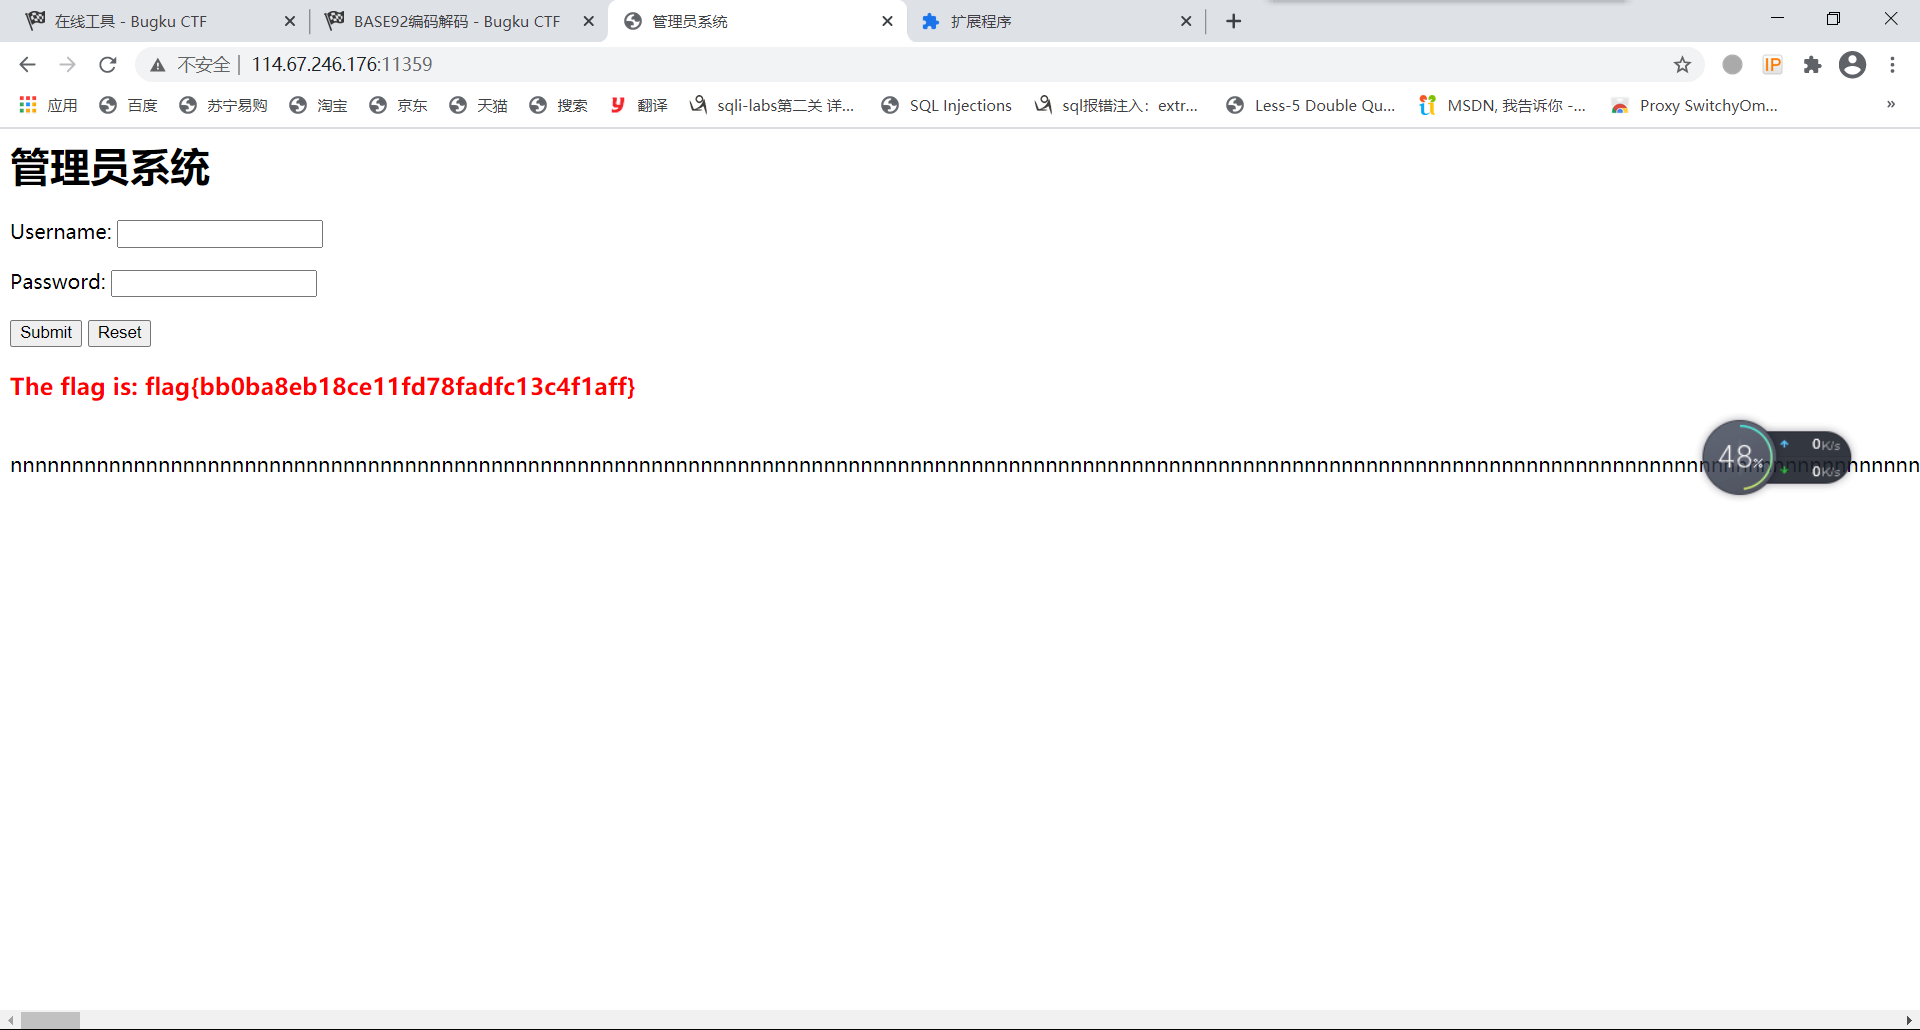 在线工具 - Bugku CTF
BASE92编码解码 - Bugku CTF
管理员系统
扩展程序
不安全 | 114.67.246.176:11359
IP
应用 百度 苏宁易购 淘宝 京东 天猫 搜索 翻译 sqli-labs第二关 详... SQL Injections sql报错注入：extr... Less-5 Double Qu... MSDN, 我告诉你 -... Proxy SwitchyOm... »
管理员系统
Username:
Password:
Submit Reset
The flag is: flag{bb0ba8eb18ce11fd78fadfc13c4f1aff}
48%
0K/s
0K/s